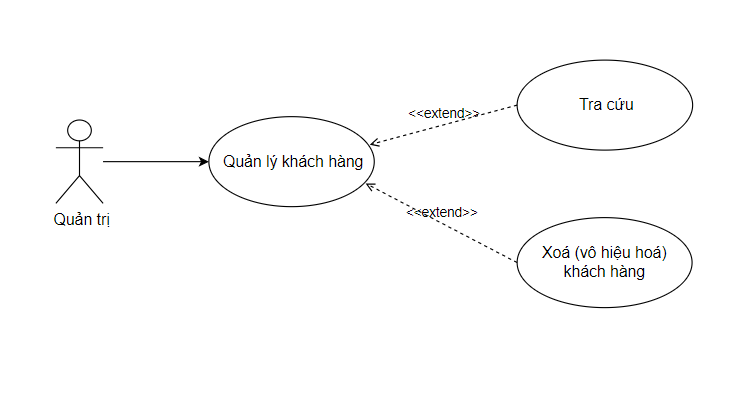 Tra cứu
<<extend>>
Quản lý khách hàng
Quản trị
<<extend>>
Xoá (vô hiệu hoá)
khách hàng